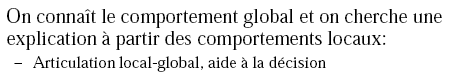 On connaît le comportement global et on cherche une
explication à partir des comportements locaux:
– Articulation local-global, aide à la décision